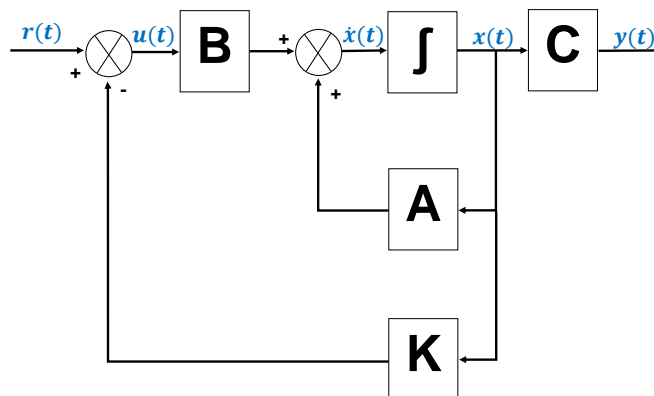 r(t) u(t) B + ẋ(t) ∫ x(t) C y(t)
+ - +
A
K